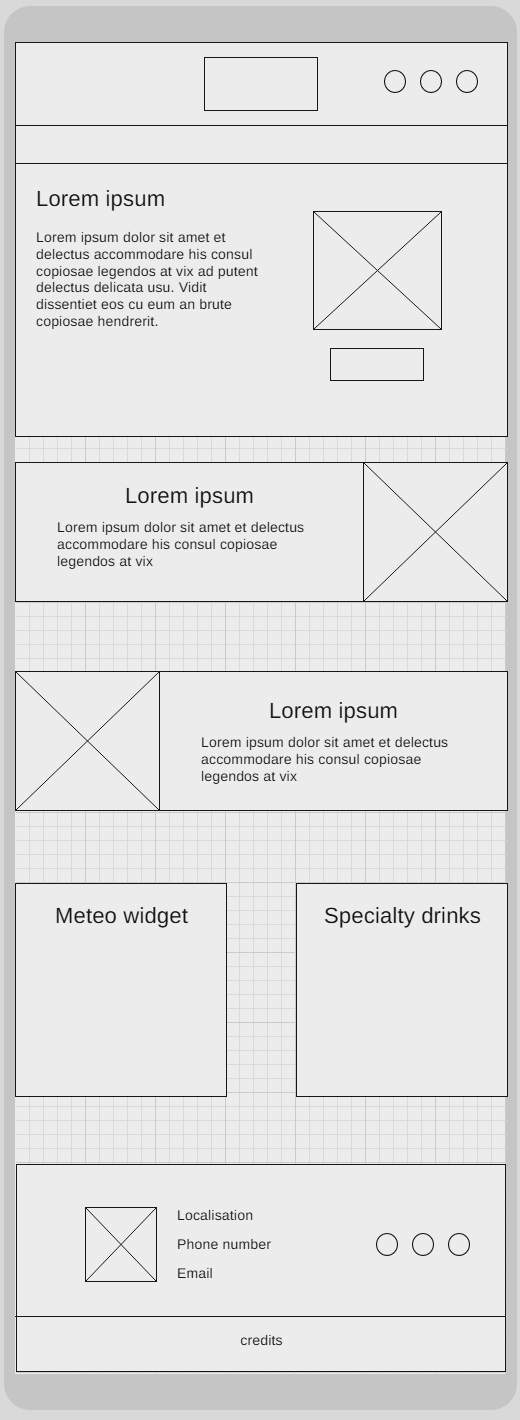 Lorem ipsum
Lorem ipsum dolor sit amet et
delectus accommodare his consul
copiosae legendos at vix ad putent
delectus delicata usu. Vidit
dissentiet eos cu eum an brute
copiosae hendrerit.
Lorem ipsum
Lorem ipsum dolor sit amet et delectus
accommodare his consul copiosae
legendos at vix
Lorem ipsum
Lorem ipsum dolor sit amet et delectus
accommodare his consul copiosae
legendos at vix
Meteo widget
Specialty drinks
Localisation
Phone number
Email
credits